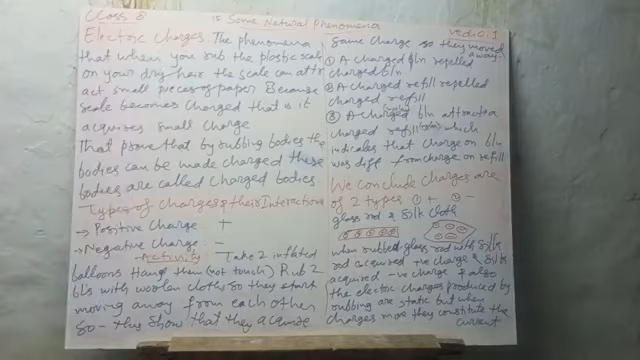 Class 8
15 Some Natural Phenomena
Electric Charges: The phenomena
that when you rub the plastic scale
on your dry hair the scale can attr
act small pieces of paper Because
scale becomes charged that is it
acquires small charge
That prove that by rubbing bodies the
bodies can be made charged these
bodies are called Charged bodies
Types of Charges & their Interaction
→ Positive Charge +
→ Negative Charge -
→ Activity → Take 2 inflated
balloons Hang them (not touch) Rub 2
bls with woolen cloth so they start
moving away from each other
so - they show that they acquire
same charge so they moved
away.
① A charged bln repelled
charged bln
② A charged refill repelled
charged refill
③ A charged bln attracts a
charged refill which
indicates that charge on bln
was diff from charge on refill
We conclude charges are
of 2 types ① + ② -
glass rod & silk cloth
when rubbed glass rod with silk
rod acquired +ve charge & silk
acquired -ve charge & also
the electric charges produced by
rubbing are static but when
charges move they constitute the
current